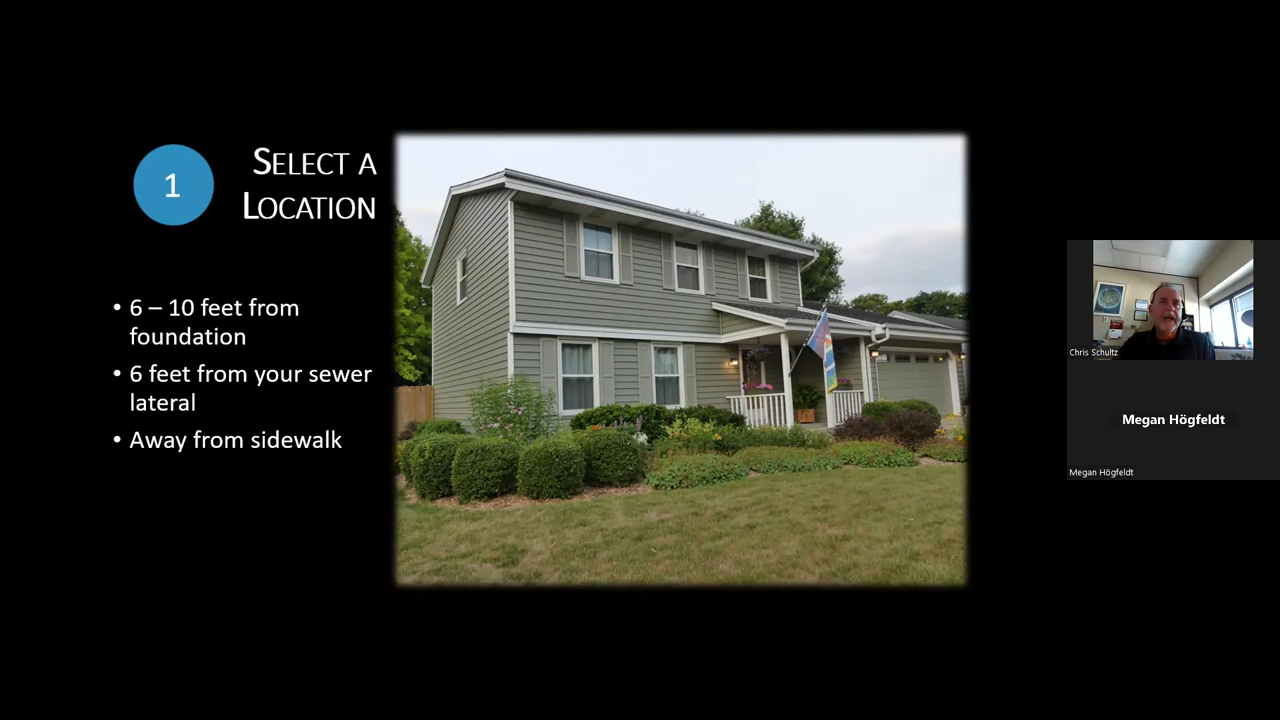 1
SELECT A
LOCATION
• 6 – 10 feet from
foundation
• 6 feet from your sewer
lateral
• Away from sidewalk
Chris Schultz
Megan Högfeldt
Megan Högfeldt